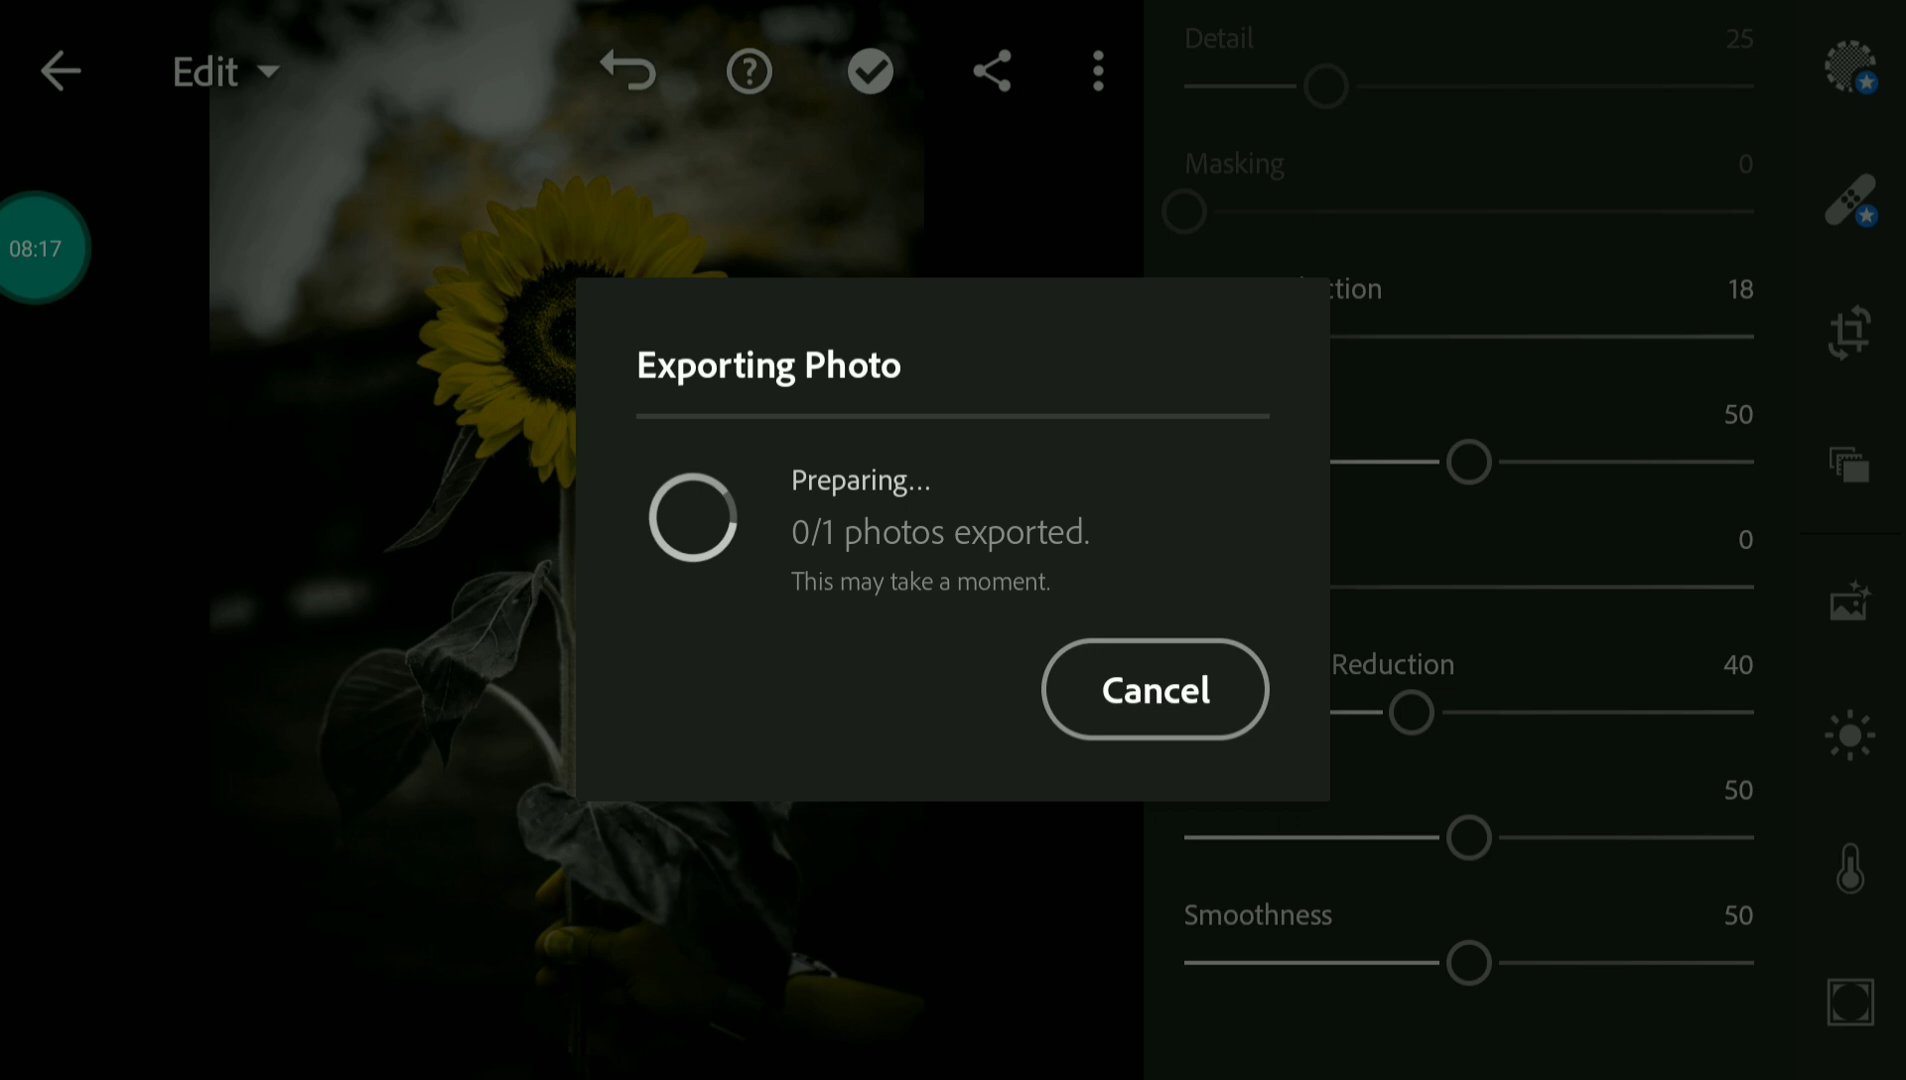 Edit
08:17
Detail 25
Masking 0
ction 18
50
0
Reduction 40
50
Smoothness 50
Exporting Photo
Preparing...
0/1 photos exported.
This may take a moment.
Cancel